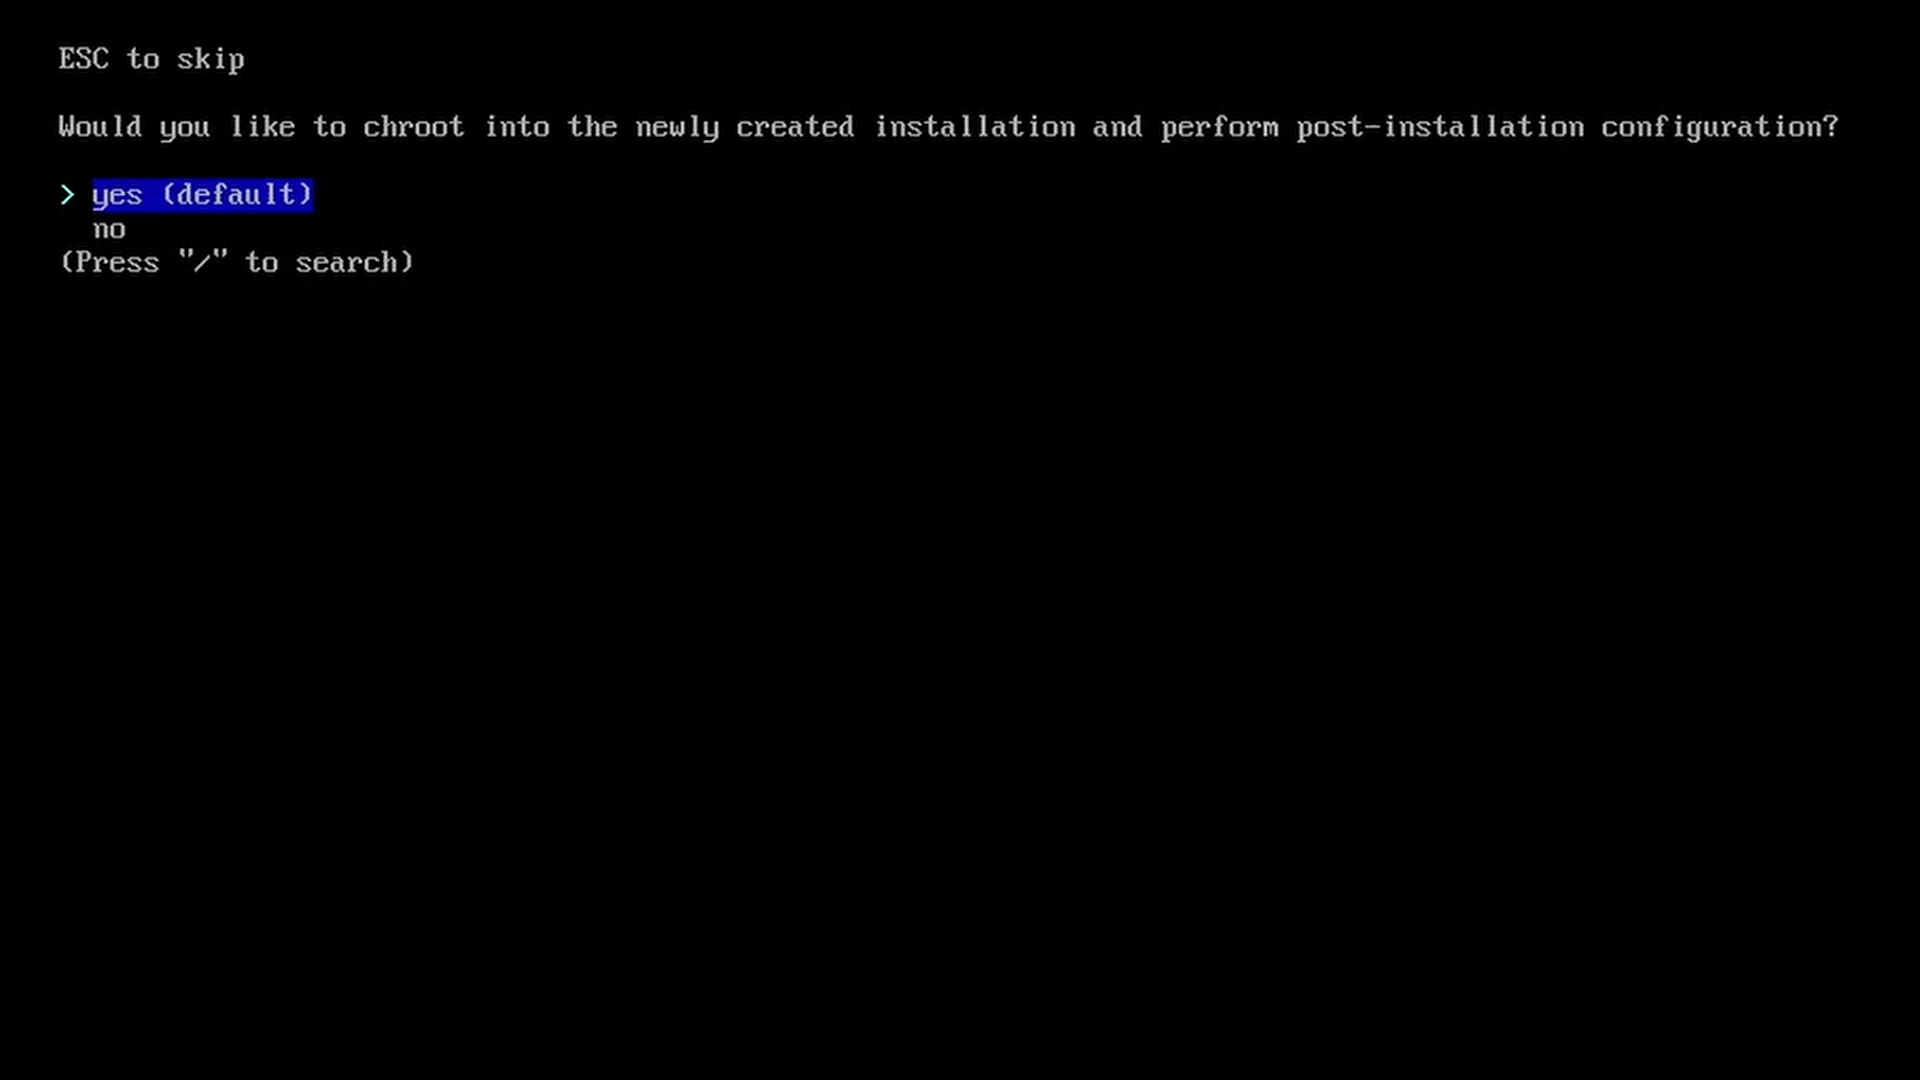 ESC to skip
Would you like to chroot into the newly created installation and perform post-installation configuration?
> yes (default)
no
(Press "/" to search)